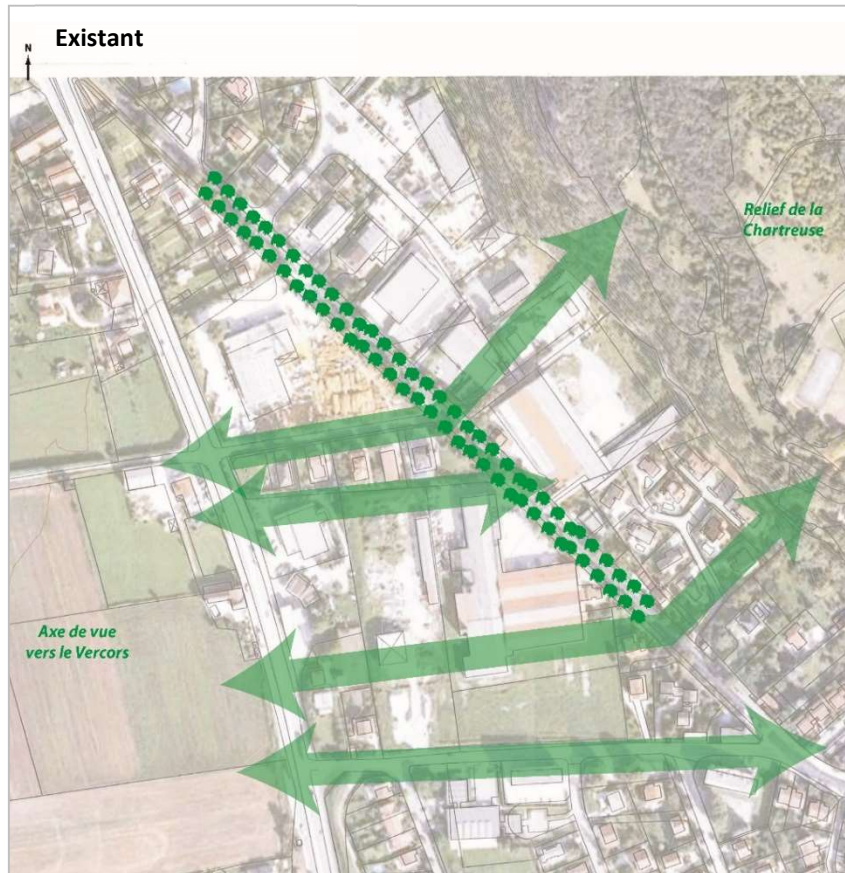 Existant
N
Relief de la
Chartreuse
Axe de vue
vers le Vercors